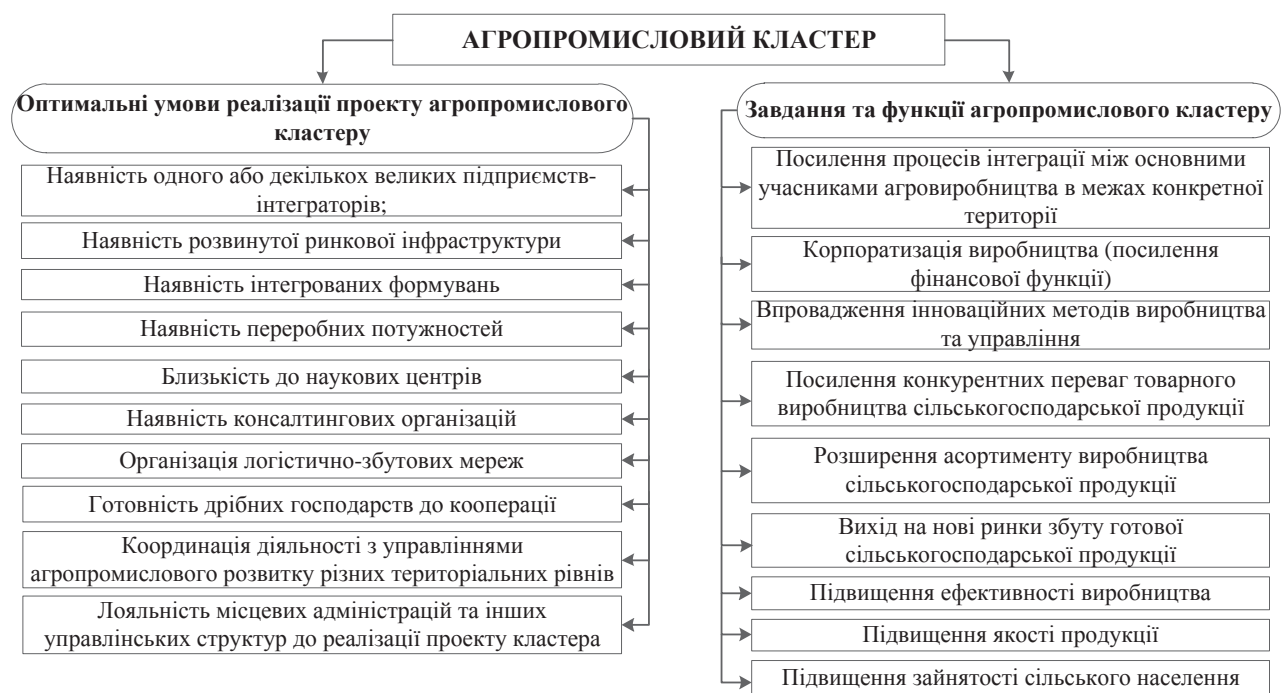 АГРОПРОМИСЛОВИЙ КЛАСТЕР
Оптимальні умови реалізації проекту агропромислового
кластеру
Наявність одного або декількох великих підприємств-
інтеграторів;
Наявність розвинутої ринкової інфраструктури
Наявність інтегрованих формувань
Наявність переробних потужностей
Близькість до наукових центрів
Наявність консалтингових організацій
Організація логістично-збутових мереж
Готовність дрібних господарств до кооперації
Координація діяльності з управліннями
агропромислового розвитку різних територіальних рівнів
Лояльність місцевих адміністрацій та інших
управлінських структур до реалізації проекту кластера
Завдання та функції агропромислового кластеру
Посилення процесів інтеграції між основними
учасниками агровиробництва в межах конкретної
території
Корпоратизація виробництва (посилення
фінансової функції)
Впровадження інноваційних методів виробництва
та управління
Посилення конкурентних переваг товарного
виробництва сільськогосподарської продукції
Розширення асортименту виробництва
сільськогосподарської продукції
Вихід на нові ринки збуту готової
сільськогосподарської продукції
Підвищення ефективності виробництва
Підвищення якості продукції
Підвищення зайнятості сільського населення